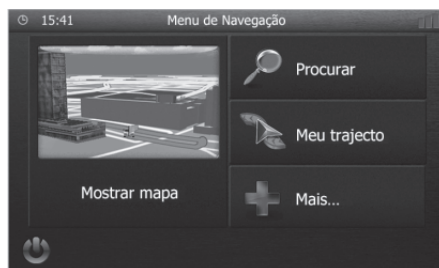 15:41
Menu de Navegação
Procurar
Meu trajecto
Mostrar mapa
Mais...